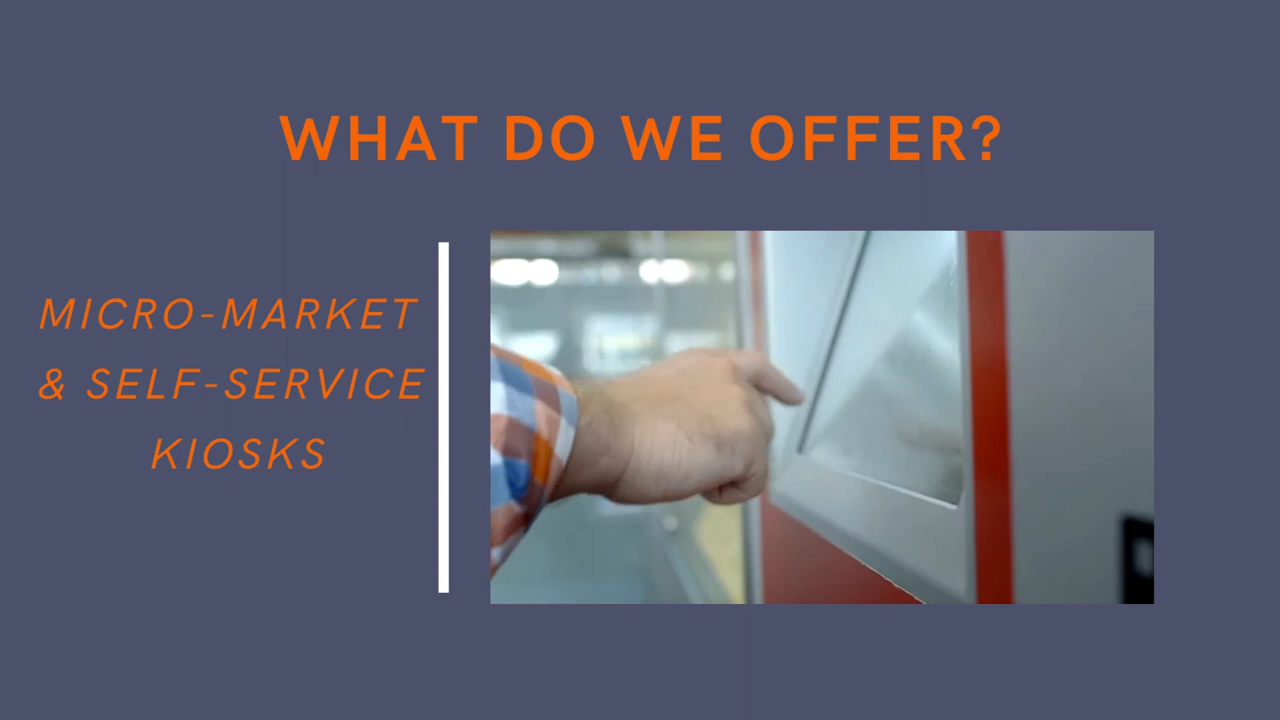 WHAT DO WE OFFER?
MICRO-MARKET
& SELF-SERVICE
KIOSKS